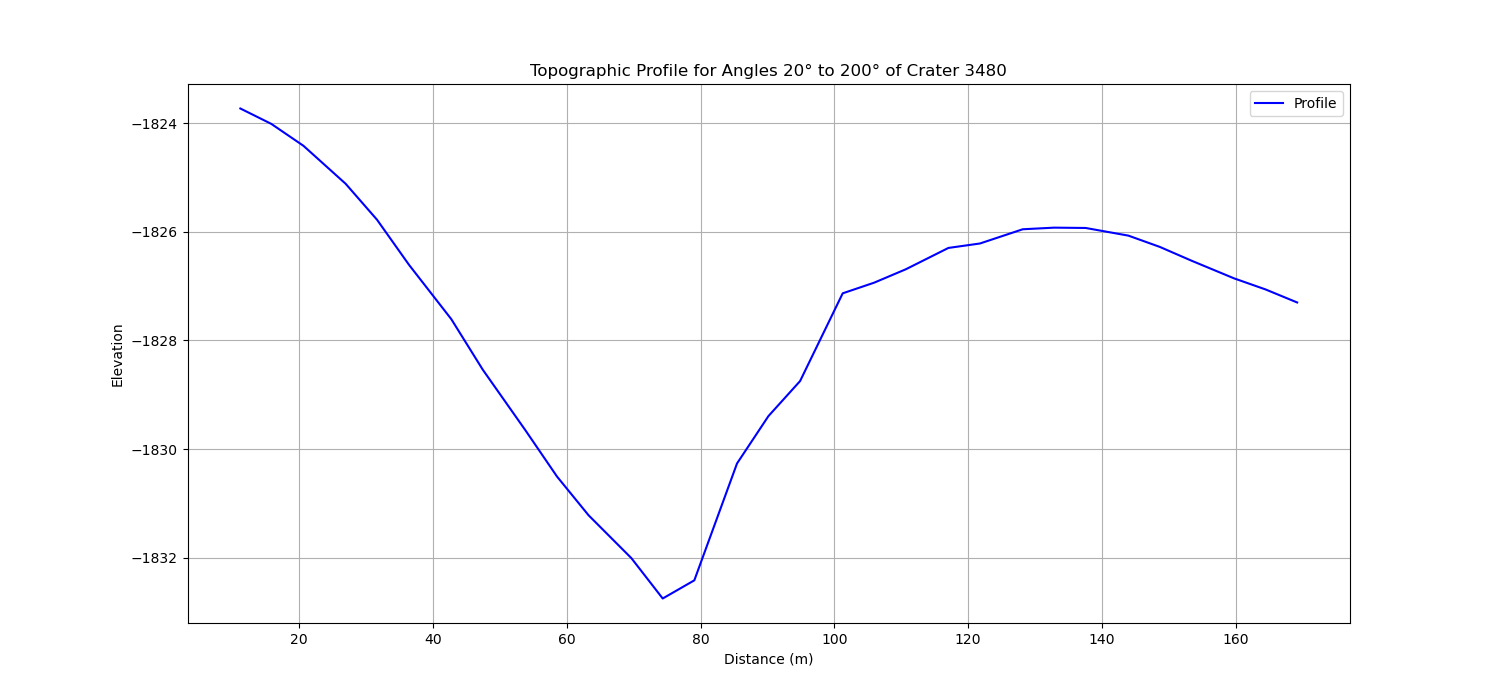 Topographic Profile for Angles 20° to 200° of Crater 3480
Profile
−1824
−1826
−1828
−1830
−1832
Elevation
20 40 60 80 100 120 140 160
Distance (m)